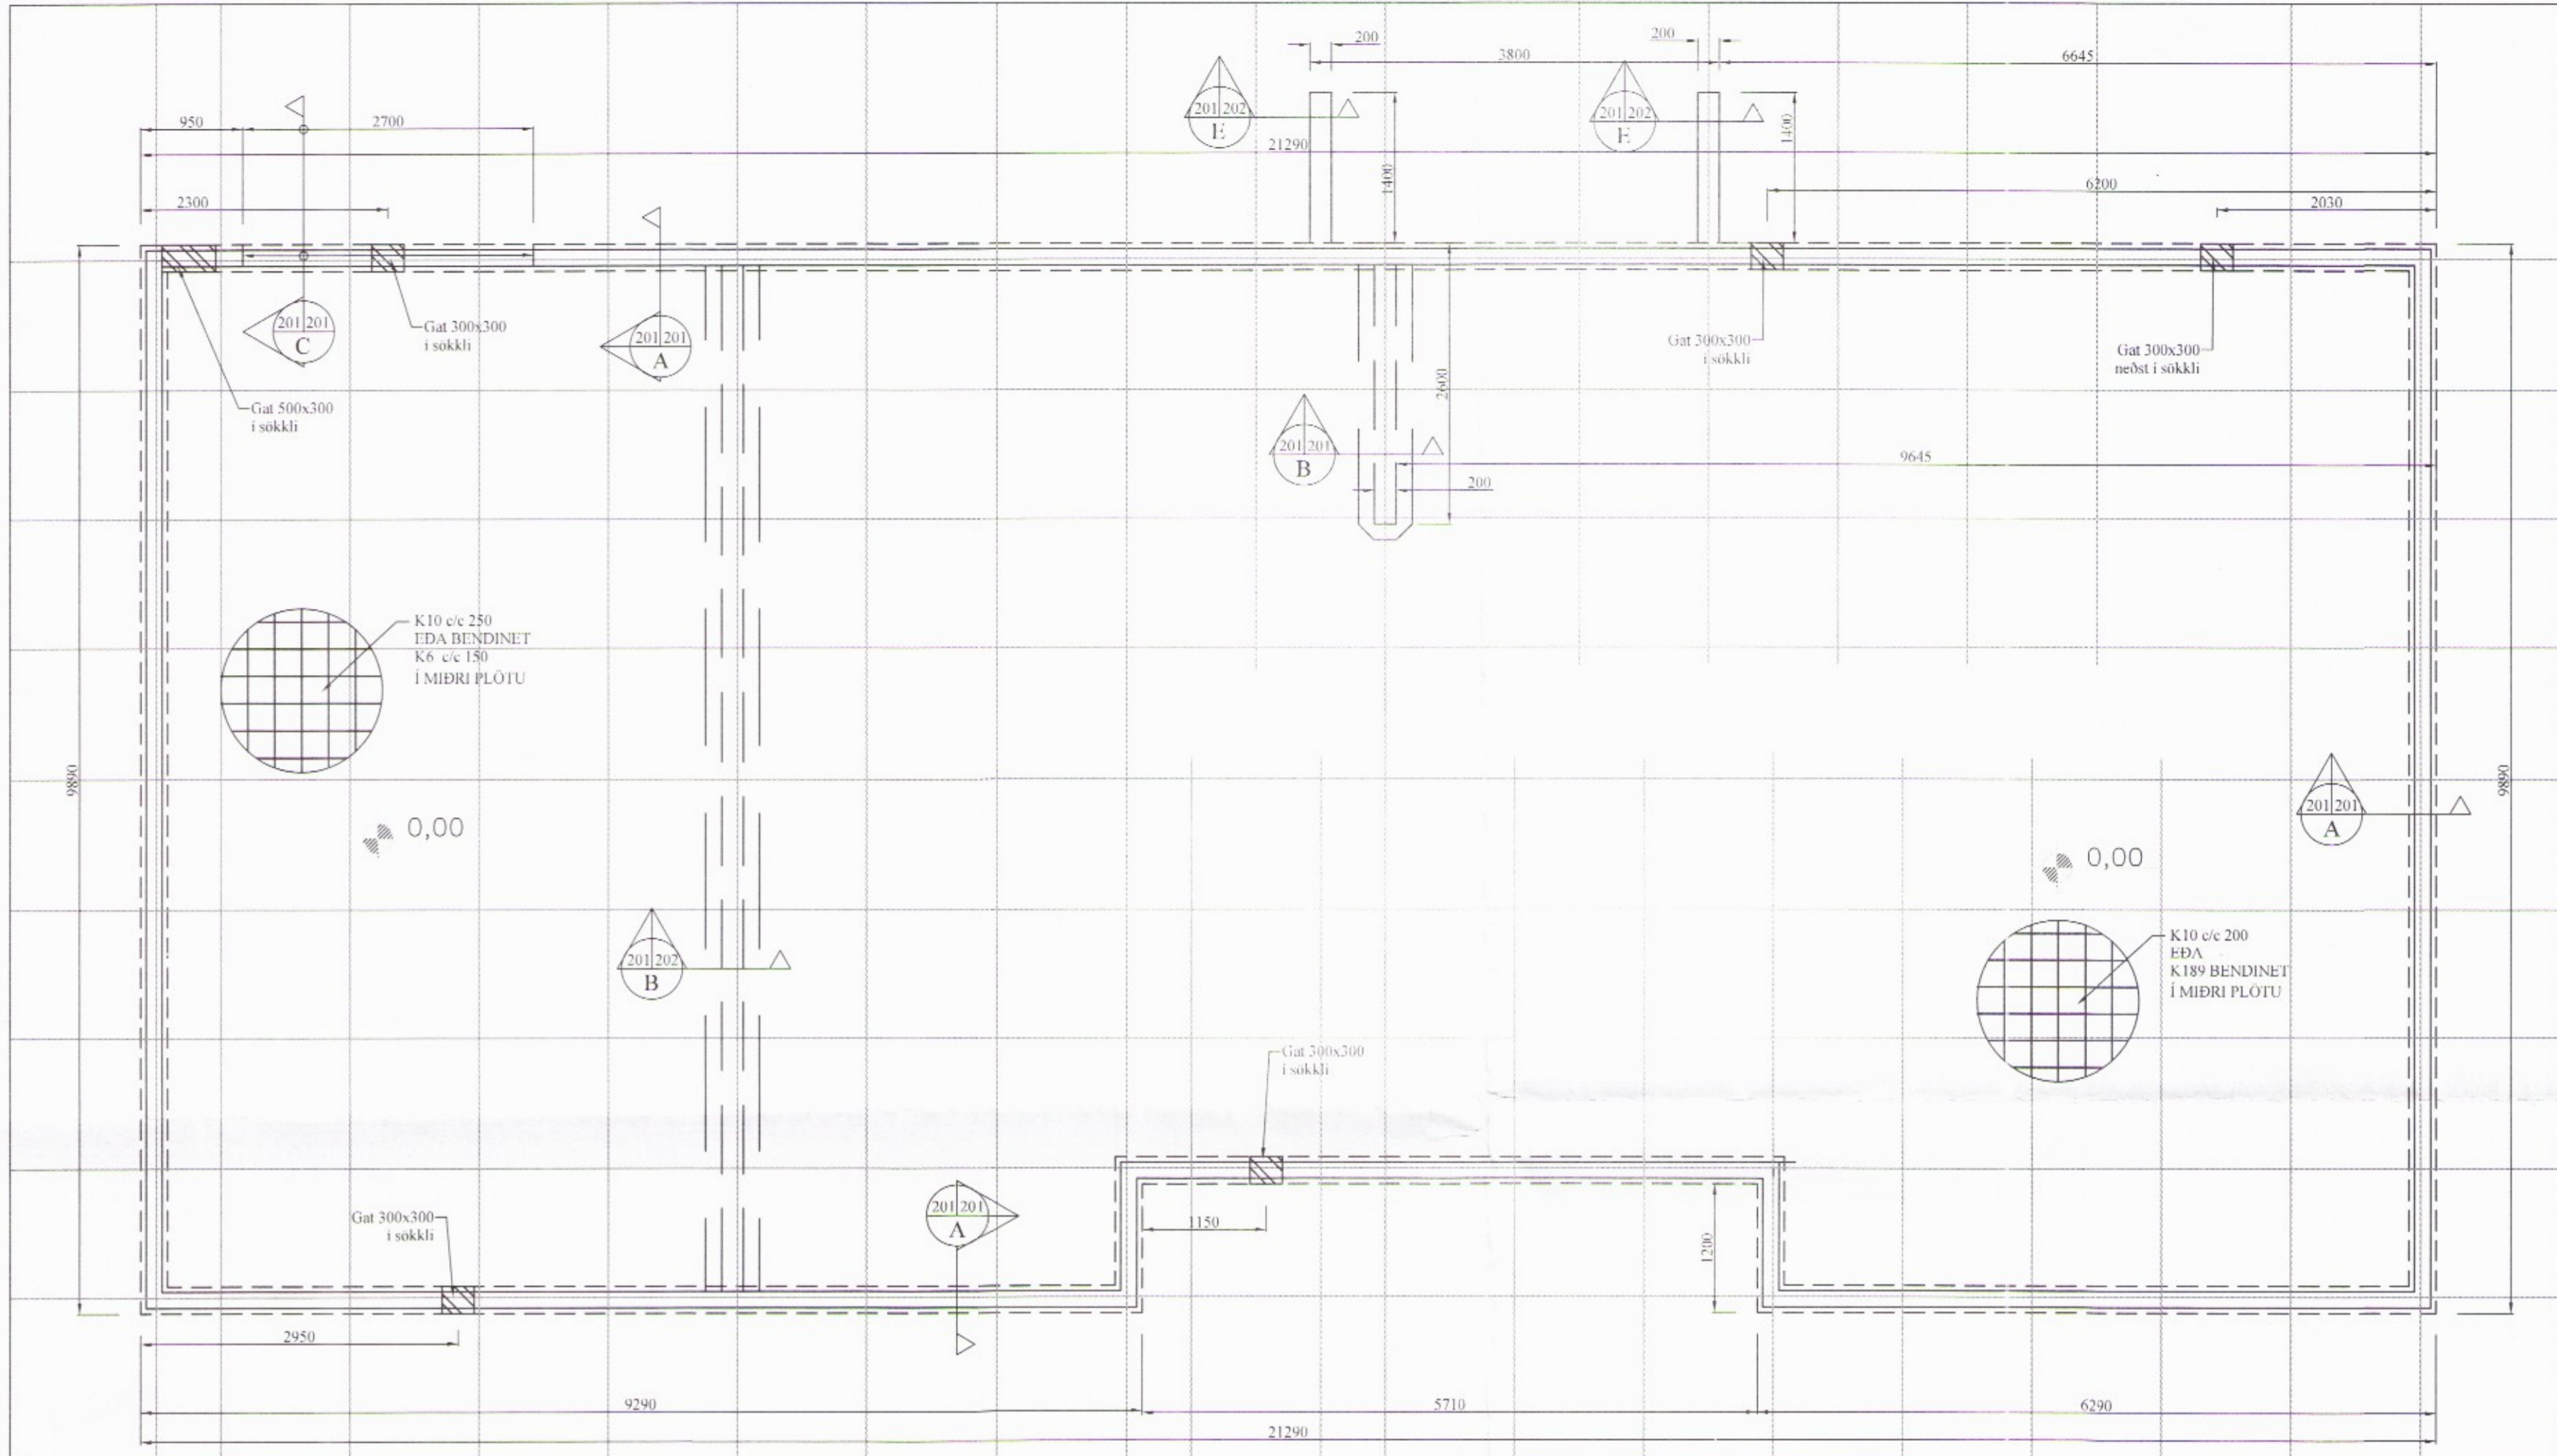 200
200
3800
6645
201 202
E
201 202
E
950
2700
21290
1400
1400
6200
2300
2030
201 201
C
Gat 300x300
í sökkli
201 201
A
Gat 300x300
í sökkli
Gat 300x300
neðst í sökkli
Gat 500x300
í sökkli
2600
201 201
B
9645
200
K10 c/c 250
EÐA BENDINET
K6 c/c 150
Í MIÐRI PLÖTU
9890
9890
201 201
A
0,00
0,00
201 202
B
K10 c/c 200
EÐA
K189 BENDINET
Í MIÐRI PLÖTU
Gat 300x300
í sökkli
201 201
A
1150
1200
Gat 300x300
í sökkli
2950
9290
5710
6290
21290